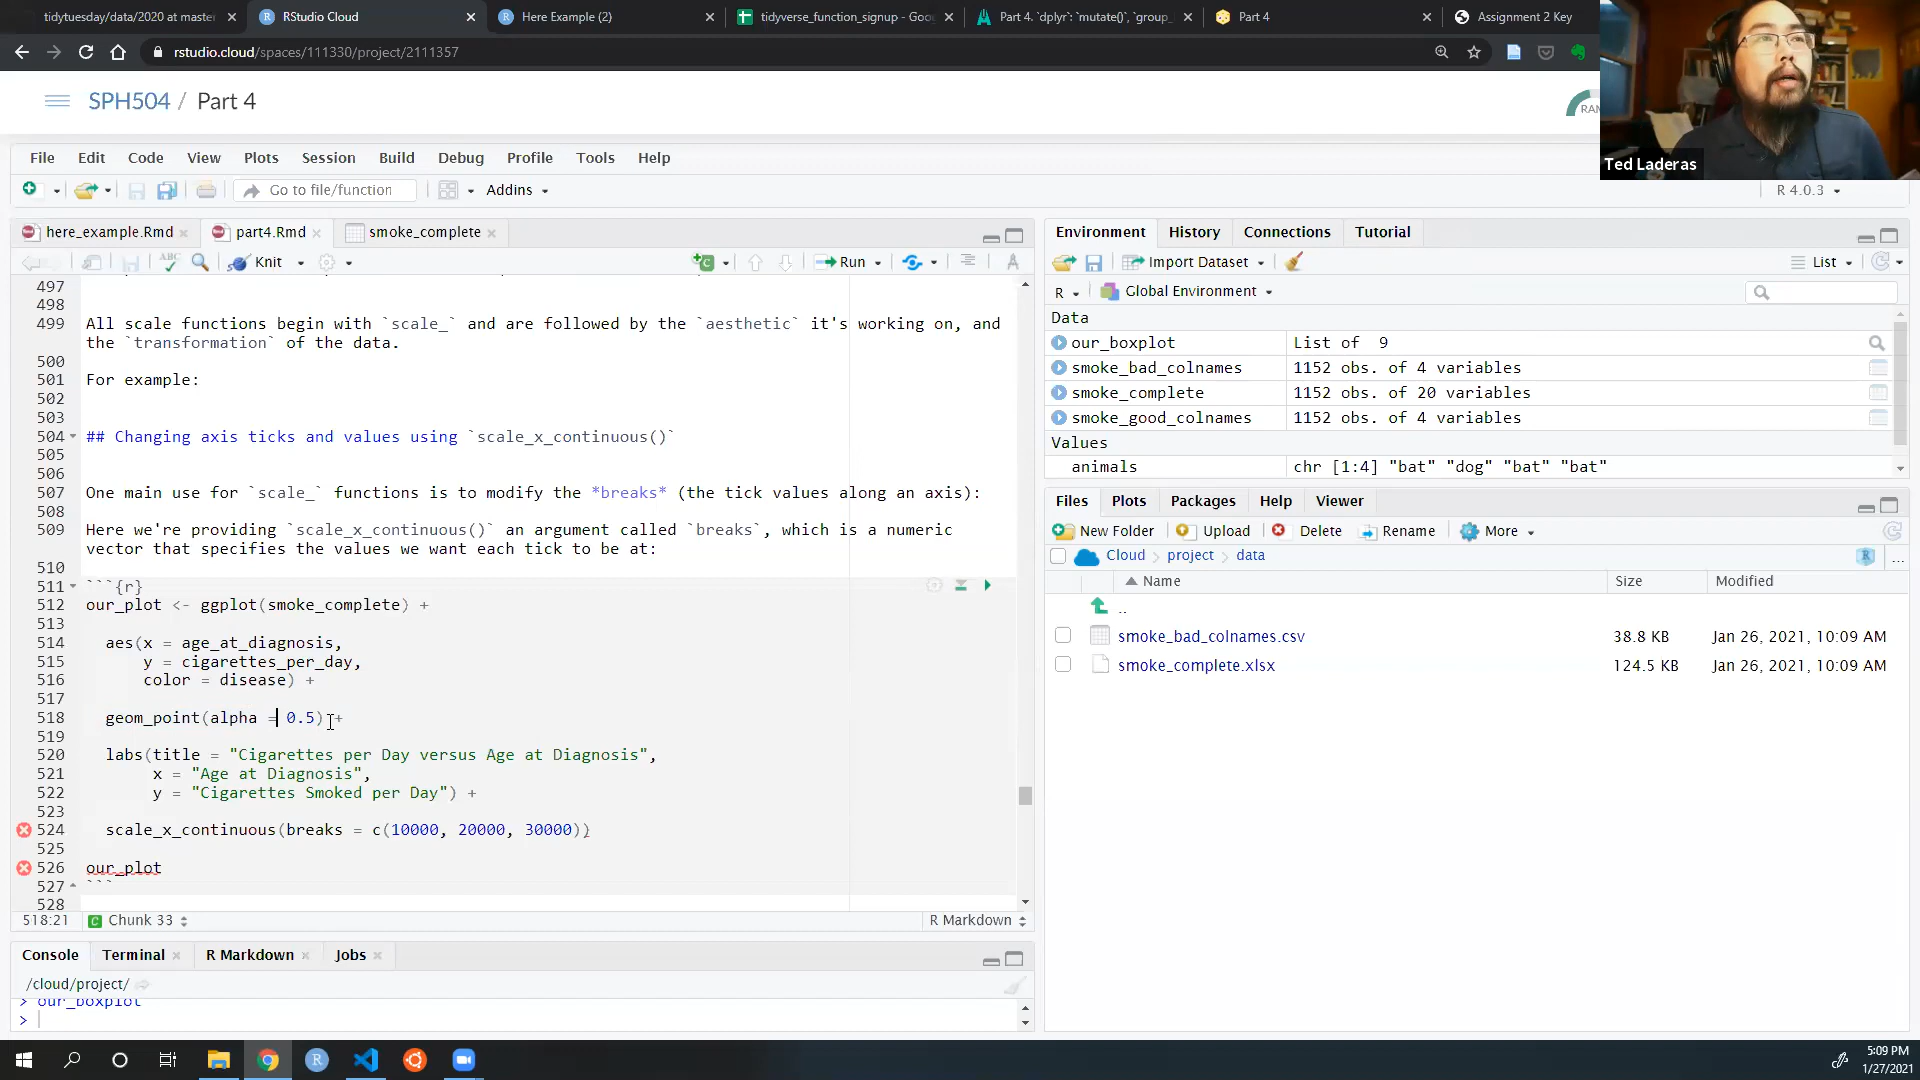 tidytuesday/data/2020 at master
RStudio Cloud
Here Example (2)
tidyverse_function_signup - Goo
Part 4. `dplyr`: `mutate()`, `group_
Part 4
Assignment 2 Key
rstudio.cloud/spaces/111330/project/2111357
SPH504 / Part 4
RAM
Ted Laderas
File Edit Code View Plots Session Build Debug Profile Tools Help
Go to file/function
Addins
R 4.0.3
here_example.Rmd
part4.Rmd
smoke_complete
ABC
Knit
Run
497
498
499 All scale functions begin with `scale_` and are followed by the `aesthetic` it's working on, and
the `transformation` of the data.
500
501 For example:
502
503
504 ## Changing axis ticks and values using `scale_x_continuous()`
505
506
507 One main use for `scale_` functions is to modify the *breaks* (the tick values along an axis):
508
509 Here we're providing `scale_x_continuous()` an argument called `breaks`, which is a numeric
vector that specifies the values we want each tick to be at:
510
511 ```{r}
512 our_plot <- ggplot(smoke_complete) +
513
514 aes(x = age_at_diagnosis,
515 y = cigarettes_per_day,
516 color = disease) +
517
518 geom_point(alpha = 0.5) +
519
520 labs(title = "Cigarettes per Day versus Age at Diagnosis",
521 x = "Age at Diagnosis",
522 y = "Cigarettes Smoked per Day") +
523
524 scale_x_continuous(breaks = c(10000, 20000, 30000))
525
526 our_plot
527 ```
528
518:21
Chunk 33
R Markdown
Console
Terminal
R Markdown
Jobs
/cloud/project/
> our_boxplot
>
Environment
History
Connections
Tutorial
Import Dataset
List
R
Global Environment
Data
our_boxplot List of 9
smoke_bad_colnames 1152 obs. of 4 variables
smoke_complete 1152 obs. of 20 variables
smoke_good_colnames 1152 obs. of 4 variables
Values
animals chr [1:4] "bat" "dog" "bat" "bat"
Files
Plots
Packages
Help
Viewer
New Folder
Upload
Delete
Rename
More
Cloud
project
data
...
Name
Size
Modified
..
smoke_bad_colnames.csv 38.8 KB Jan 26, 2021, 10:09 AM
smoke_complete.xlsx 124.5 KB Jan 26, 2021, 10:09 AM
5:09 PM
1/27/2021